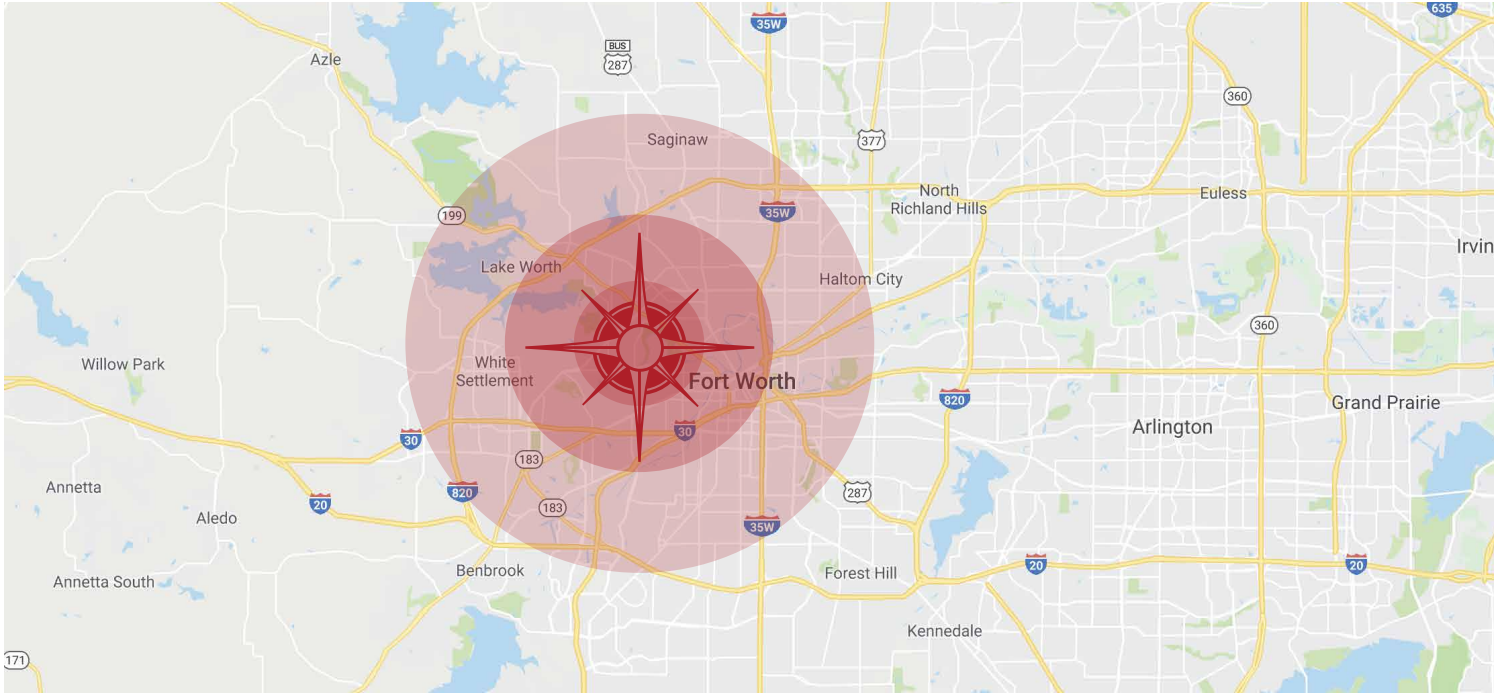 635
35W
BUS
287
Azle
360
Saginaw
377
North
Richland Hills
Euless
199
35W
Irvin
Lake Worth
Haltom City
360
Willow Park
White
Settlement
Fort Worth
820
Grand Prairie
Arlington
30
30
183
Annetta
820
287
20
183
Aledo
35W
Benbrook
Forest Hill
20
20
Annetta South
Kennedale
171